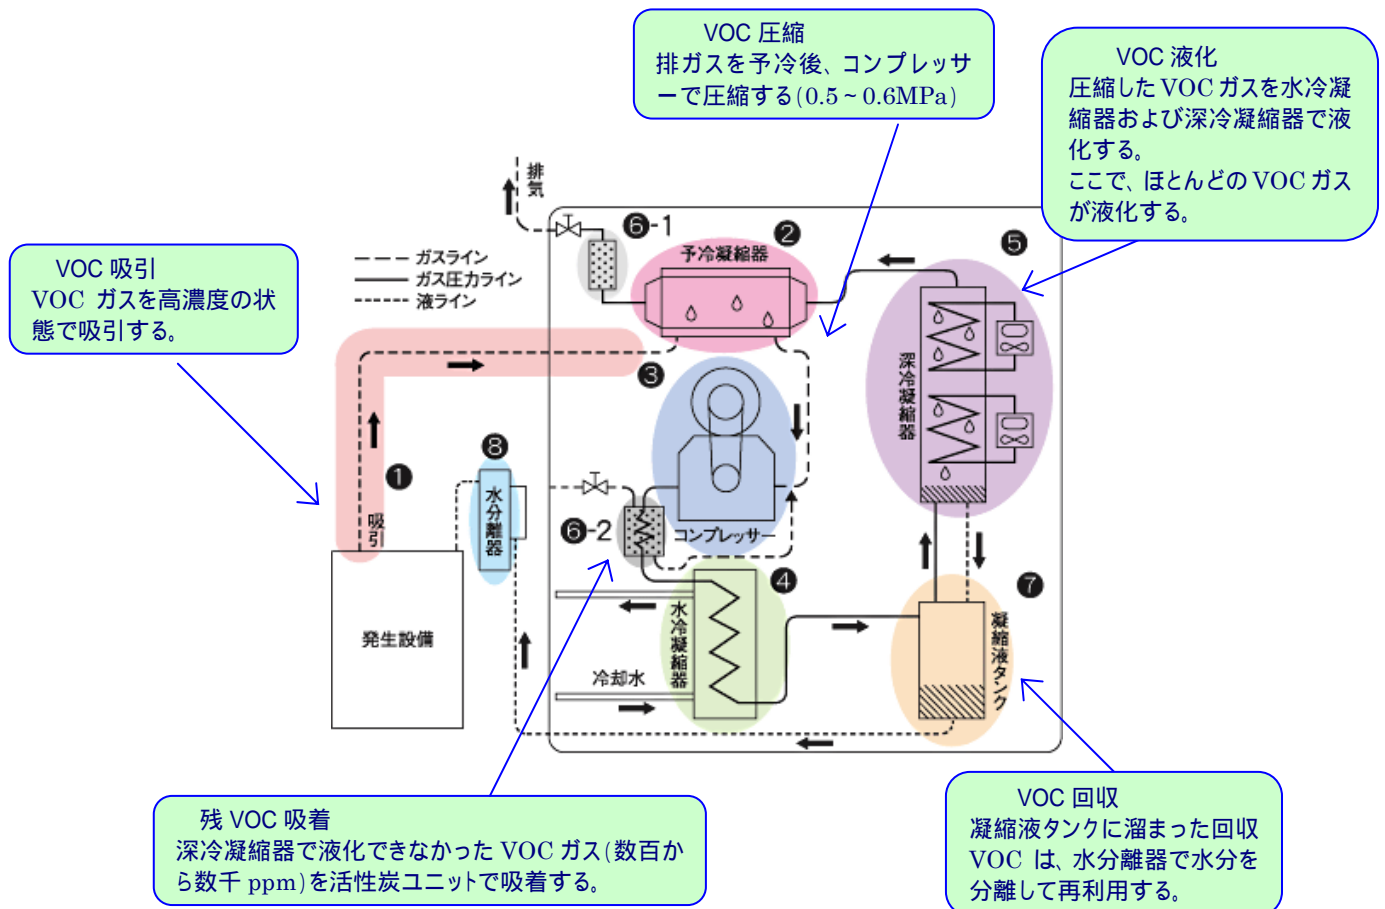 VOC 圧縮
排ガスを予冷後、コンプレッサ
ーで圧縮する(0.5～0.6MPa)
VOC 液化
圧縮した VOC ガスを水冷凝
縮器および深冷凝縮器で液
化する。
ここで、ほとんどの VOC ガス
が液化する。
VOC 吸引
VOC ガスを高濃度の状
態で吸引する。
排気
ガスライン
ガス圧力ライン
液ライン
❻-1
❷
予冷凝縮器
❺
深冷凝縮器
❸
コンプレッサー
❶
吸引
❽
水分離器
❻-2
❹
水冷凝縮器
冷却水
発生設備
❼
凝縮液タンク
残 VOC 吸着
深冷凝縮器で液化できなかった VOC ガス(数百か
ら数千 ppm)を活性炭ユニットで吸着する。
VOC 回収
凝縮液タンクに溜まった回収
VOC は、水分離器で水分を
分離して再利用する。